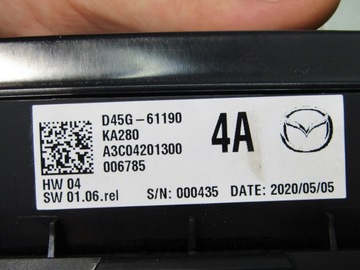 D45G-61190
KA280
A3C04201300
006785
4A
HW 04
SW 01.06.rel S/N: 000435 DATE: 2020/05/05